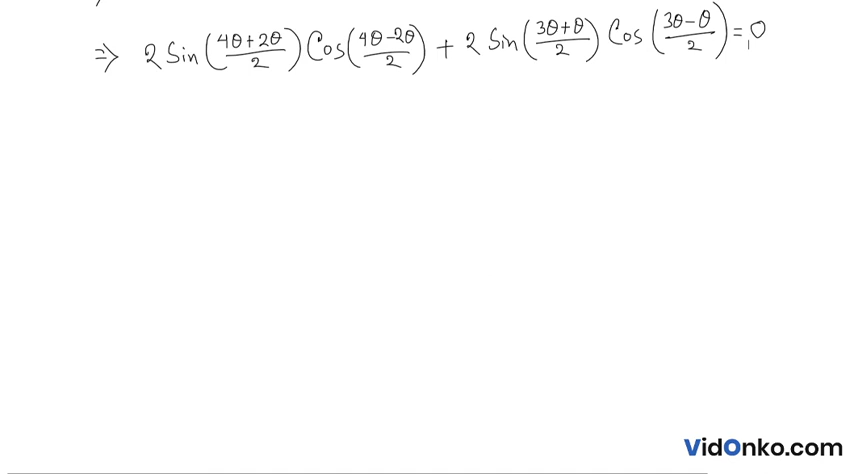 ⇒ 2 Sin (4θ+2θ/2) Cos (4θ-2θ/2) + 2 Sin (3θ+θ/2) Cos (3θ-θ/2) = 0
VidOnko.com